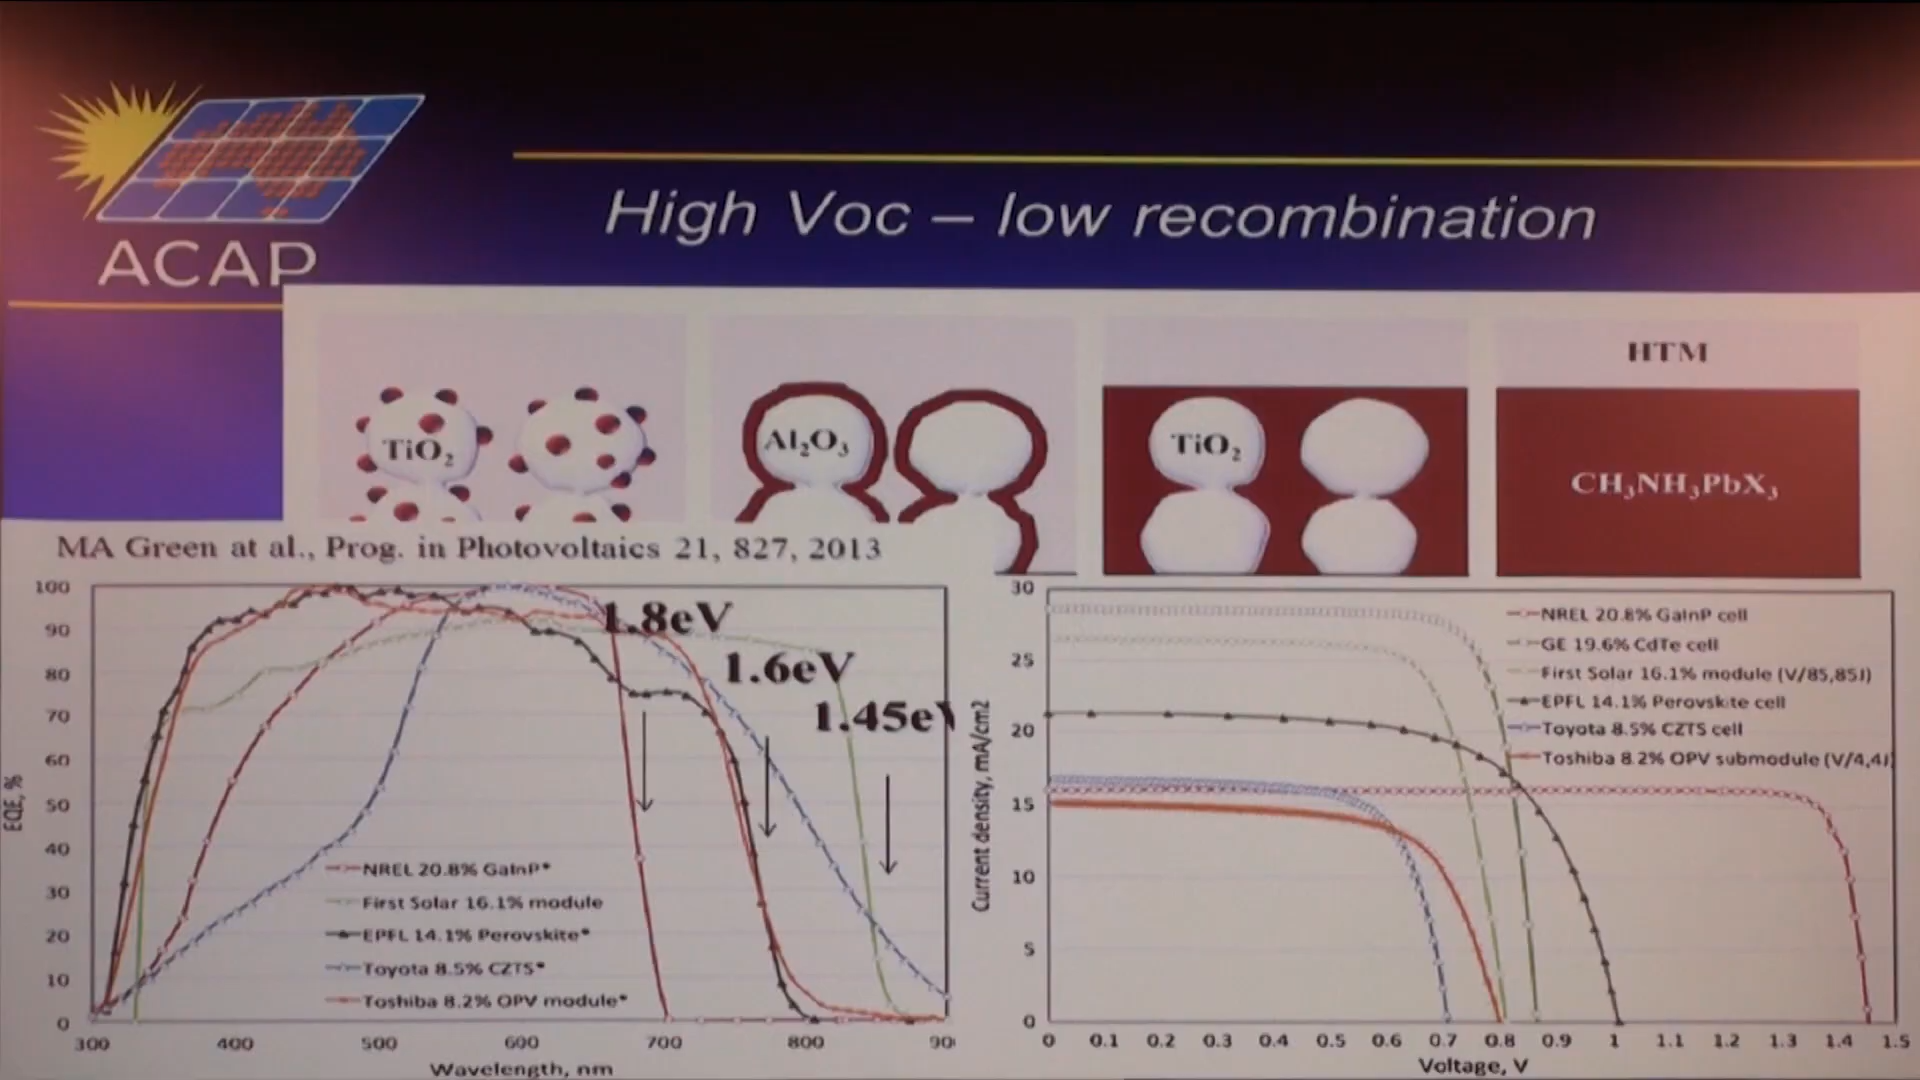 ACAP
High Voc – low recombination
HTM
TiO2
Al2O3
TiO2
CH3NH3PbX3
MA Green at al., Prog. in Photovoltaics 21, 827, 2013
100
90
80
70
60
50
40
30
20
10
0
EQE, %
1.8eV
1.6eV
1.45eV
NREL 20.8% GaInP*
First Solar 16.1% module
EPFL 14.1% Perovskite*
Toyota 8.5% CZTS*
Toshiba 8.2% OPV module*
300 400 500 600 700 800 90
Wavelength, nm
30
25
20
15
10
5
0
Current density, mA/cm2
NREL 20.8% GaInP cell
GE 19.6% CdTe cell
First Solar 16.1% module (V/85,85J)
EPFL 14.1% Perovskite cell
Toyota 8.5% CZTS cell
Toshiba 8.2% OPV submodule (V/4,4J)
0 0.1 0.2 0.3 0.4 0.5 0.6 0.7 0.8 0.9 1 1.1 1.2 1.3 1.4 1.5
Voltage, V